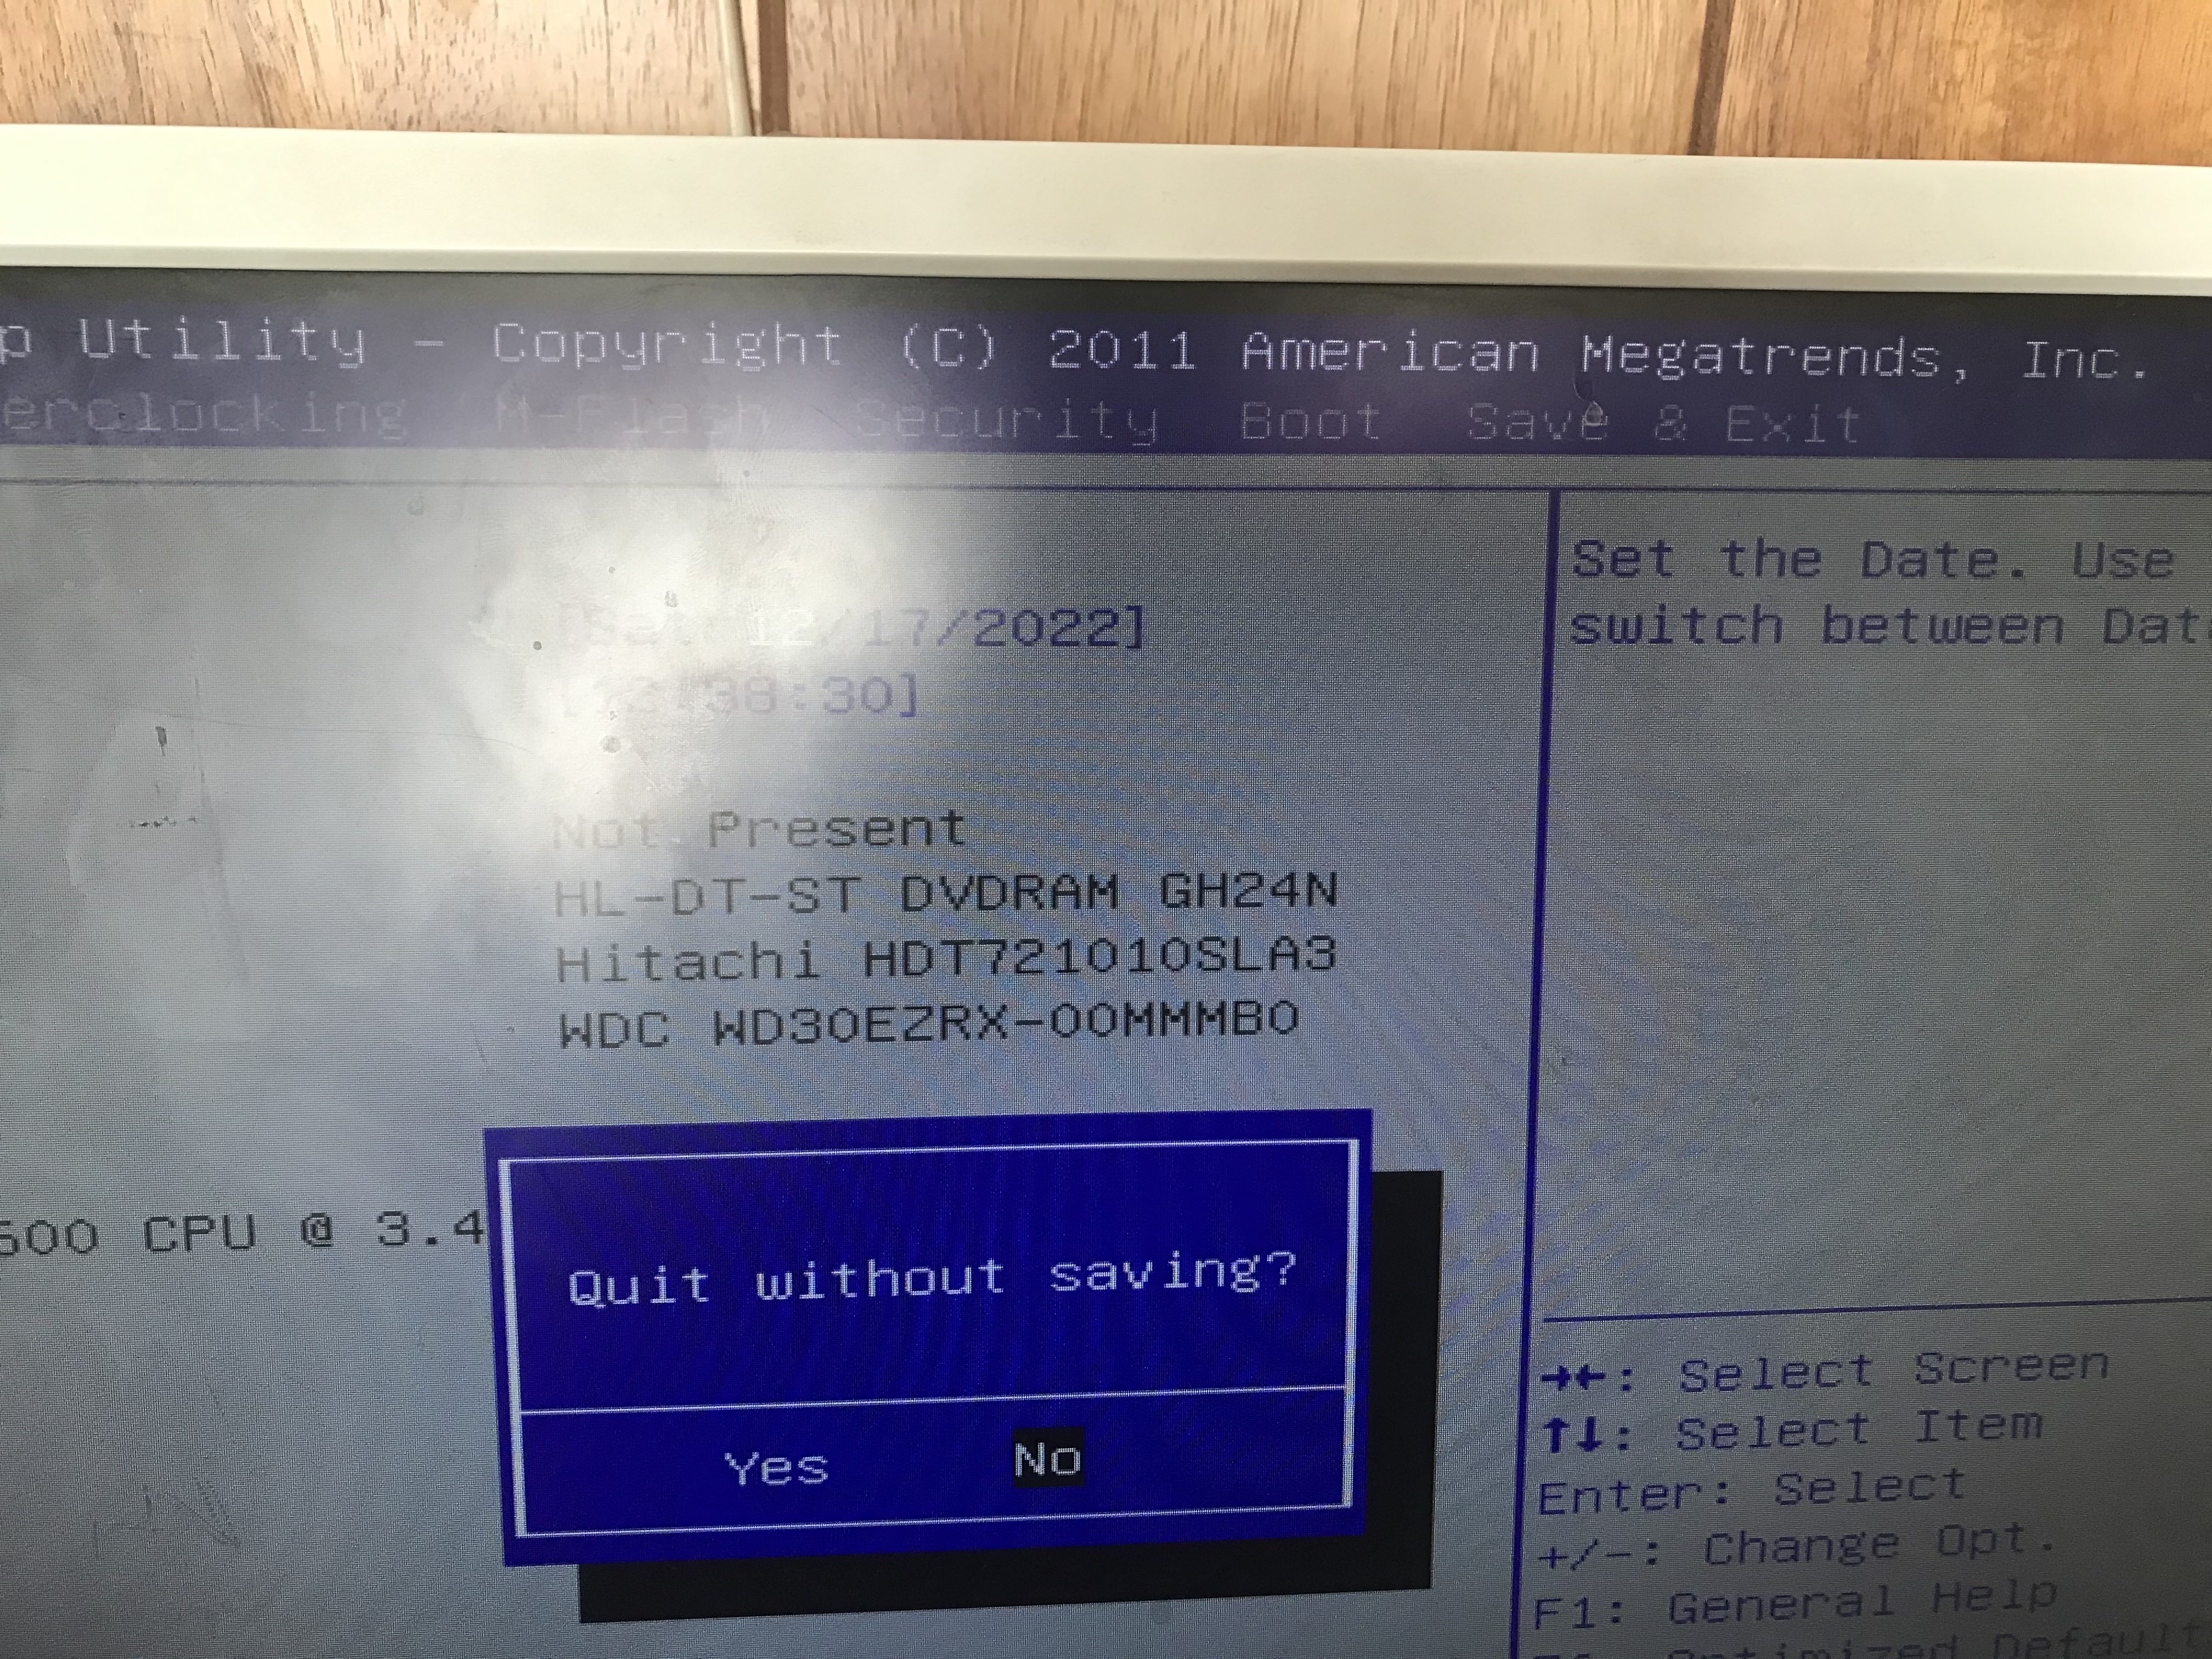 p Utility - Copyright (C) 2011 American Megatrends, Inc.
erclocking M-Flash Security Boot Save & Exit
Set the Date. Use
switch between Dat
12/17/2022]
38:30]
Not Present
HL-DT-ST DVDRAM GH24N
Hitachi HDT721010SLA3
WDC WD30EZRX-00MMMB0
500 CPU @ 3.4
Quit without saving?
Yes No
→←: Select Screen
↑↓: Select Item
Enter: Select
+/-: Change Opt.
F1: General Help
Optimized Default